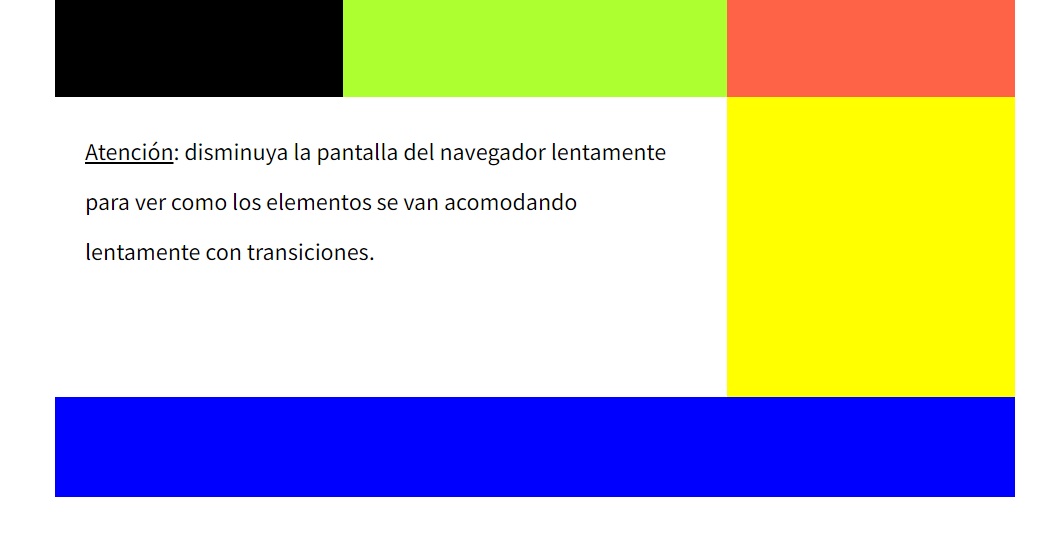 Atención: disminuya la pantalla del navegador lentamente
para ver como los elementos se van acomodando
lentamente con transiciones.